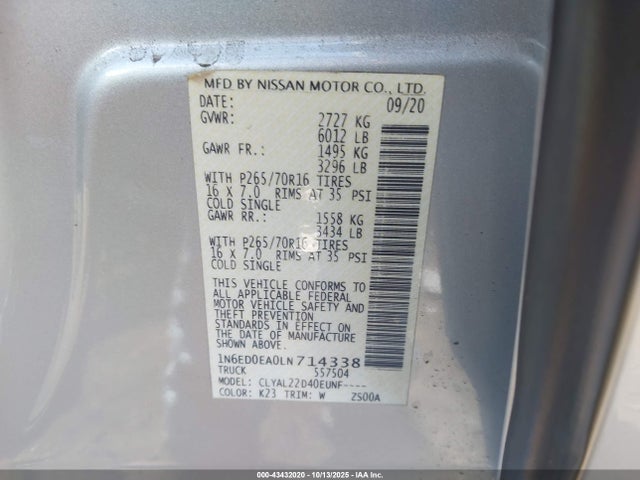 MFD BY NISSAN MOTOR CO., LTD.
DATE: 09/20
GVWR: 2727 KG
6012 LB
GAWR FR.: 1495 KG
3296 LB
WITH P265/70R16 TIRES
16 X 7.0 RIMS AT 35 PSI
COLD SINGLE
GAWR RR.: 1558 KG
3434 LB
WITH P265/70R16 TIRES
16 X 7.0 RIMS AT 35 PSI
COLD SINGLE
THIS VEHICLE CONFORMS TO
ALL APPLICABLE FEDERAL
MOTOR VEHICLE SAFETY AND
THEFT PREVENTION
STANDARDS IN EFFECT ON
THE DATE OF MANUFACTURE
SHOWN ABOVE.
1N6ED0EA0LN714338
TRUCK 557504
MODEL: CLYAL22D40EUNF----
COLOR: K23 TRIM: W ZS00A
000-43432020 - 10/13/2025 - IAAI.com